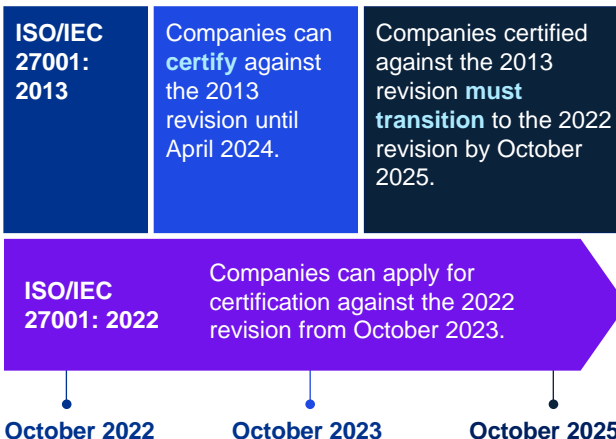 ISO/IEC
27001:
2013
Companies can
certify against
the 2013
revision until
April 2024.
Companies certified
against the 2013
revision must
transition to the 2022
revision by October
2025.
ISO/IEC
27001: 2022
Companies can apply for
certification against the 2022
revision from October 2023.
October 2022
October 2023
October 2025